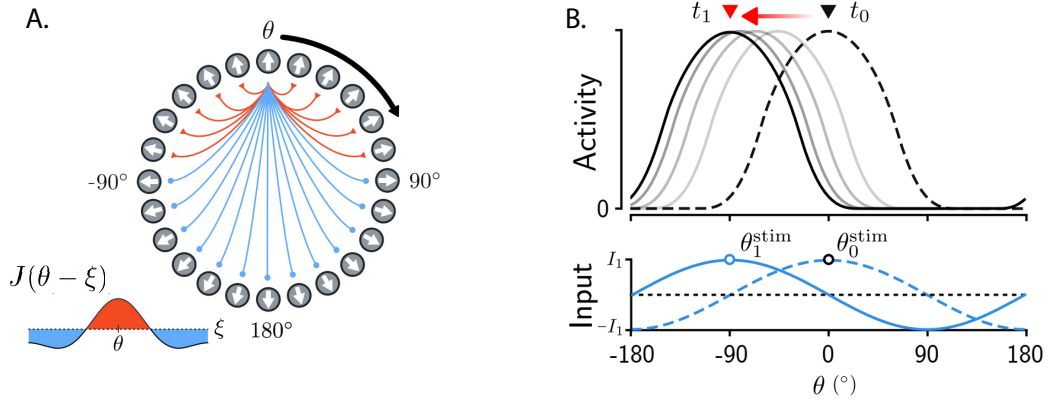 A.
θ
-90°
90°
180°
J(θ − ξ)
ξ
θ
B.
t₁
t₀
Activity
0
θ₁ˢᵗⁱᵐ
θ₀ˢᵗⁱᵐ
Input
I₁
−I₁
-180
-90
0
90
180
θ (°)